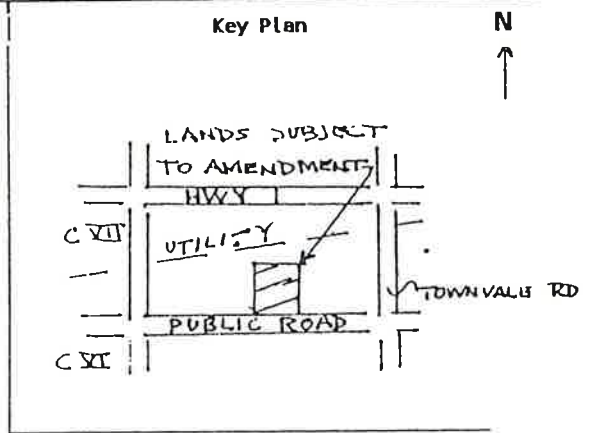 Key Plan
N
LANDS SUBJECT
TO AMENDMENT
HWY
C VII
UTILITY
TOWNVALE RD
PUBLIC ROAD
C VI